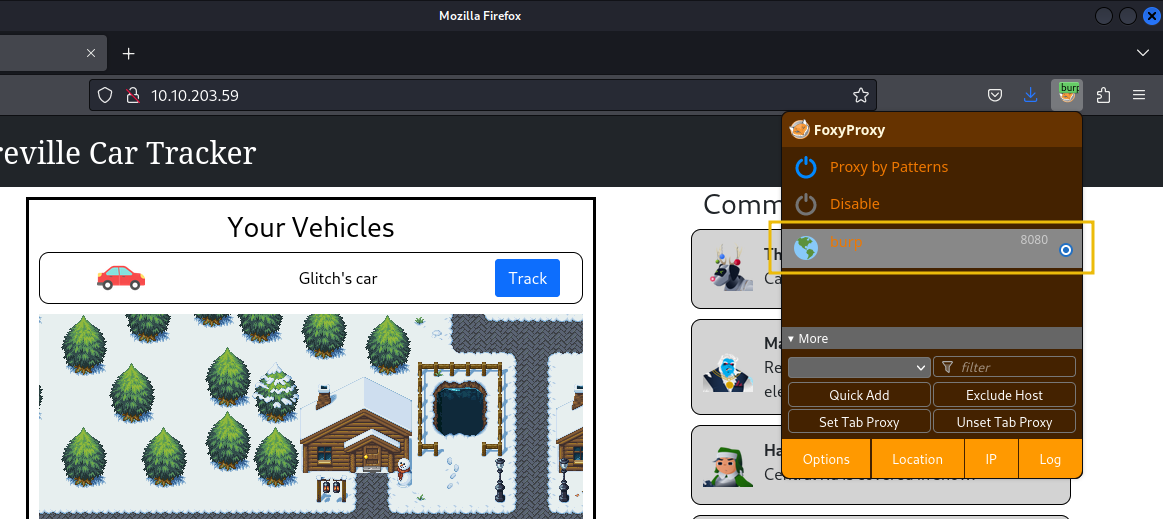 Mozilla Firefox
10.10.203.59
burp
FoxyProxy
Proxy by Patterns
Disable
8080
More
filter
Quick Add
Exclude Host
Set Tab Proxy
Unset Tab Proxy
Options
Location
IP
Log
reville Car Tracker
Your Vehicles
Glitch's car
Track
Comm
Th
Ca
Ma
Re
ele
Ha